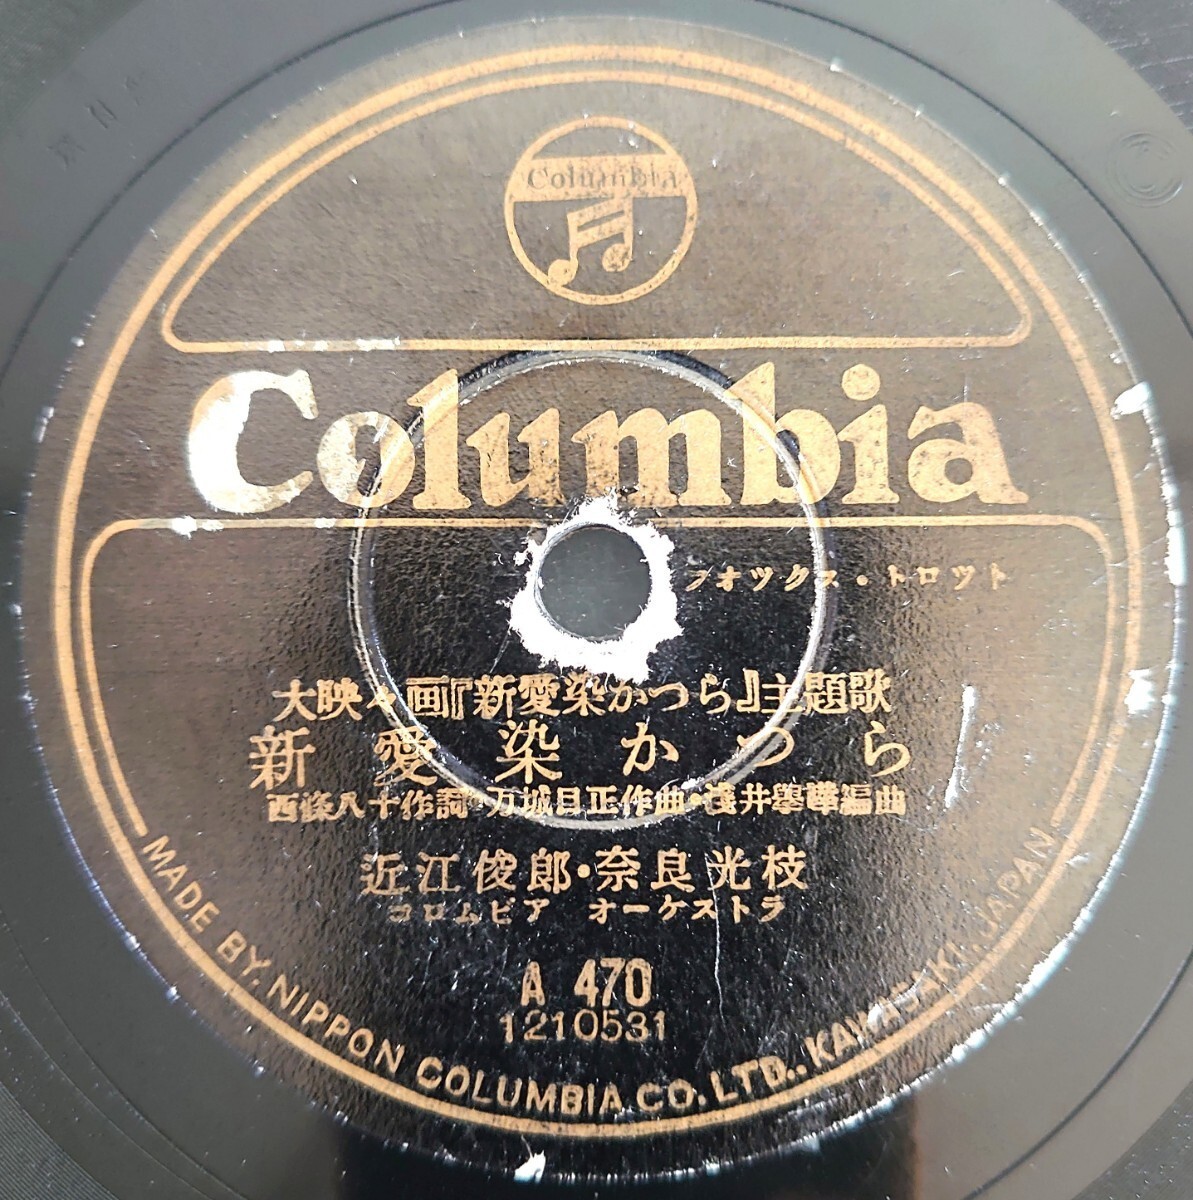 Columbia
Columbia
フオツクス・トロツト
大映々画『新愛染かつら』主題歌
新愛染かつら
西條八十作詞・万城目正作曲・浅井擧曄編曲
近江俊郎・奈良光枝
コロムビア オーケストラ
A 470
1210531
MADE BY. NIPPON COLUMBIA CO. LTD., KAWASAKI, JAPAN